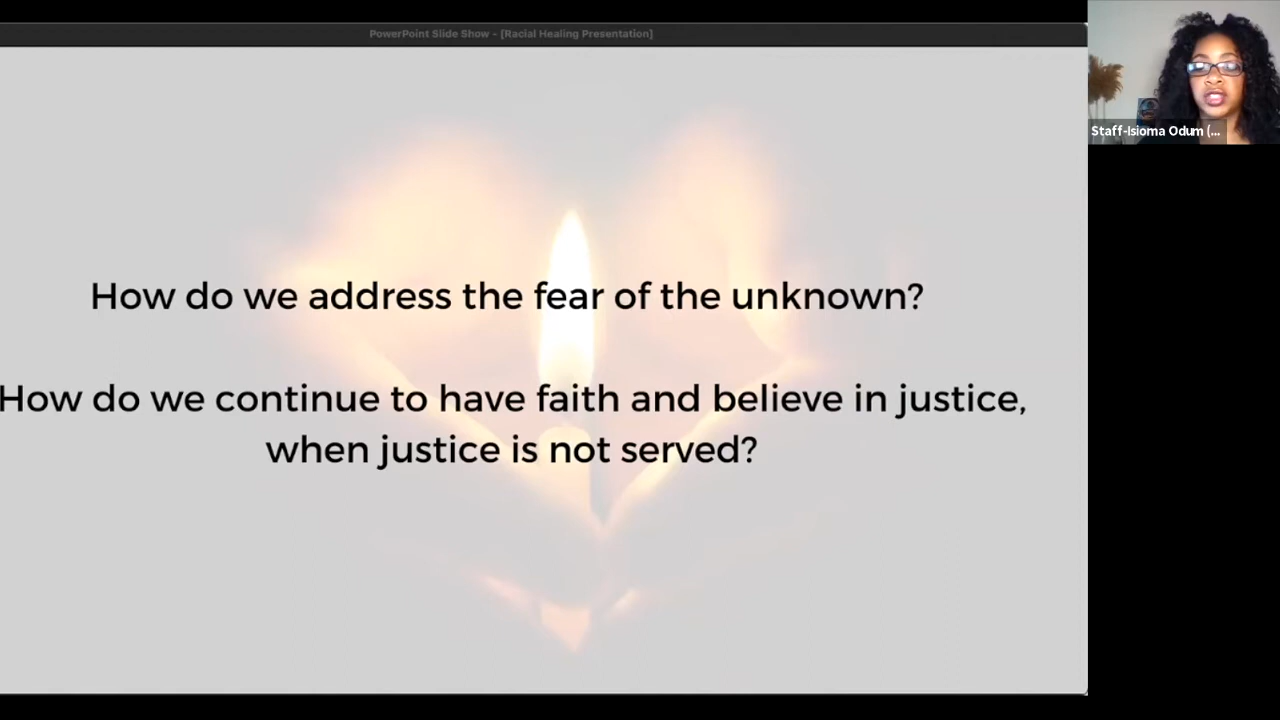 PowerPoint Slide Show - [Racial Healing Presentation]
Staff-Isioma Odum (...
How do we address the fear of the unknown?
How do we continue to have faith and believe in justice,
when justice is not served?